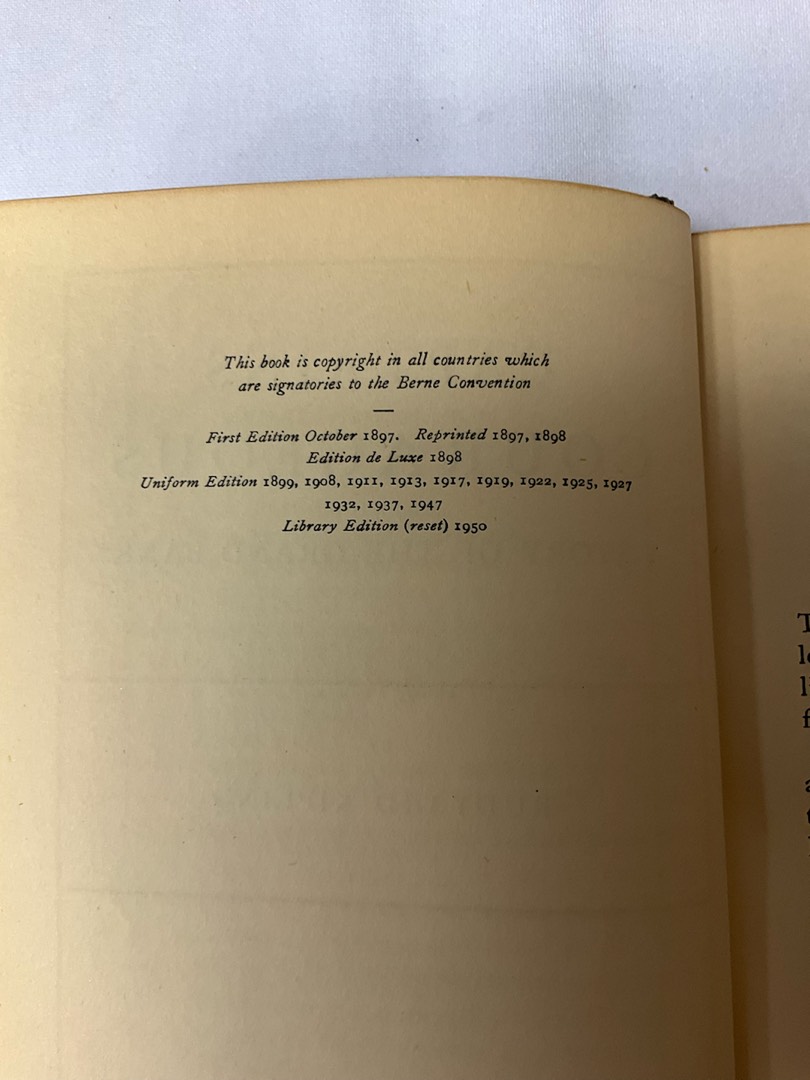 This book is copyright in all countries which
are signatories to the Berne Convention
First Edition October 1897. Reprinted 1897, 1898
Edition de Luxe 1898
Uniform Edition 1899, 1908, 1911, 1913, 1917, 1919, 1922, 1925, 1927
1932, 1937, 1947
Library Edition (reset) 1950